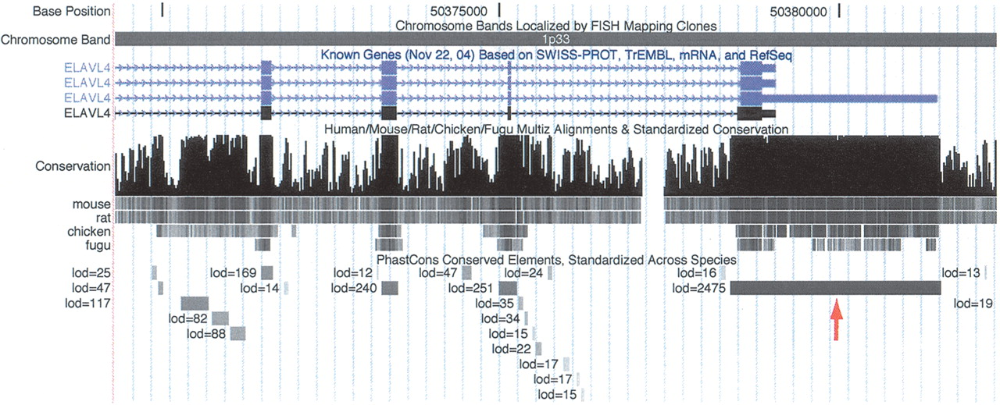 Base Position 50375000 50380000
Chromosome Bands Localized by FISH Mapping Clones
Chromosome Band 1p33
Known Genes (Nov 22, 04) Based on SWISS-PROT, TrEMBL, mRNA, and RefSeq
ELAVL4
ELAVL4
ELAVL4
ELAVL4
Human/Mouse/Rat/Chicken/Fugu Multiz Alignments & Standardized Conservation
Conservation
mouse
rat
chicken
fugu
PhastCons Conserved Elements, Standardized Across Species
lod=25 lod=169 lod=12 lod=47 lod=24 lod=16 lod=13
lod=47 lod=14 lod=240 lod=251 lod=2475
lod=117 lod=35 lod=19
lod=82 lod=34
lod=88 lod=15
lod=22
lod=17
lod=17
lod=15